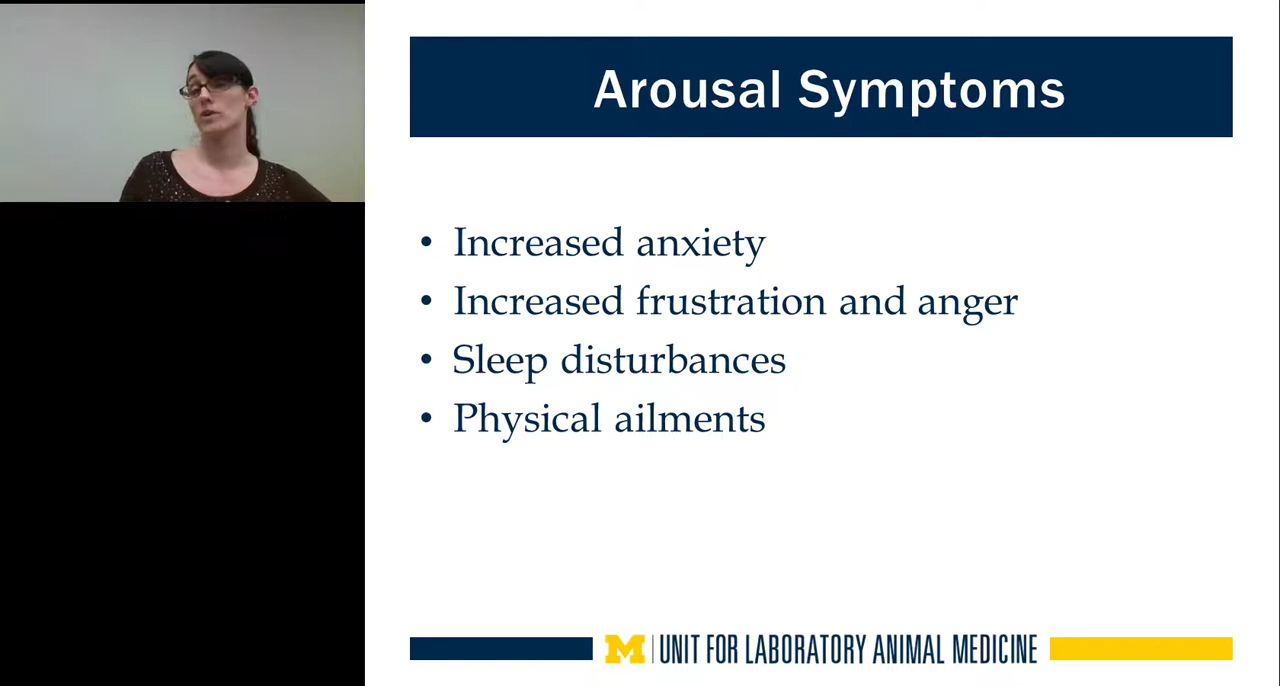 Arousal Symptoms
• Increased anxiety
• Increased frustration and anger
• Sleep disturbances
• Physical ailments
M | UNIT FOR LABORATORY ANIMAL MEDICINE